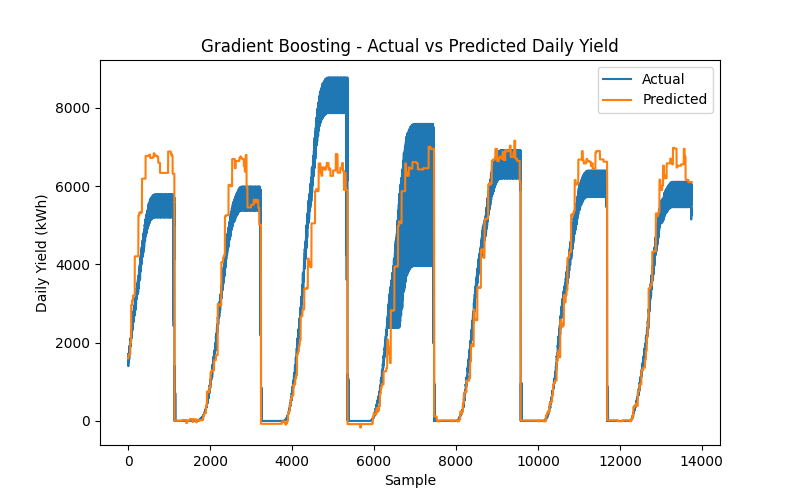 Gradient Boosting - Actual vs Predicted Daily Yield
Actual
Predicted
Daily Yield (kWh)
8000
6000
4000
2000
0
0 2000 4000 6000 8000 10000 12000 14000
Sample